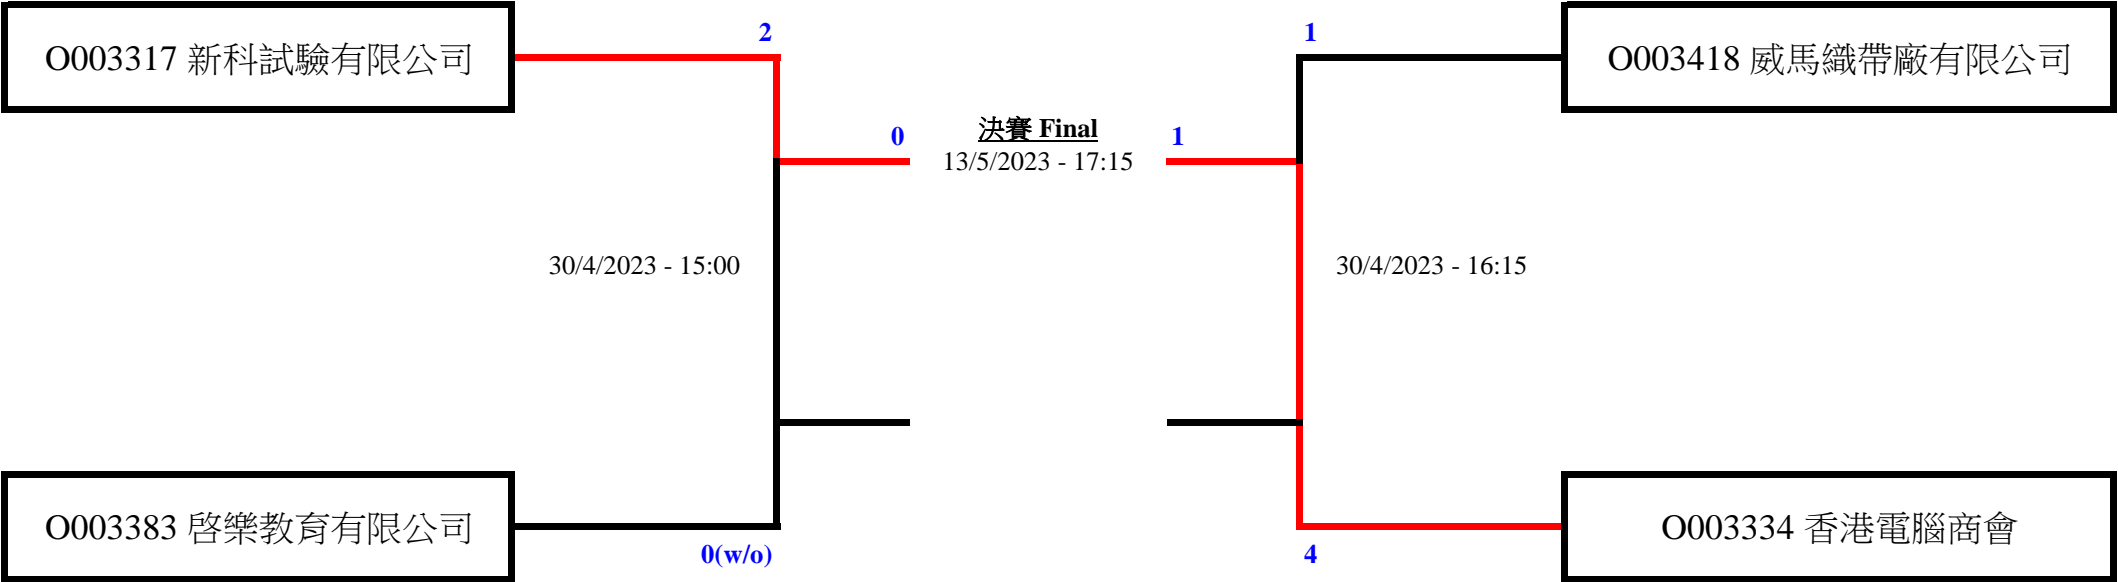 2
1
O003317 新科試驗有限公司
O003418 威馬織帶廠有限公司
0
決賽 Final
1
13/5/2023 - 17:15
30/4/2023 - 15:00
30/4/2023 - 16:15
O003383 啓樂教育有限公司
O003334 香港電腦商會
0(w/o)
4